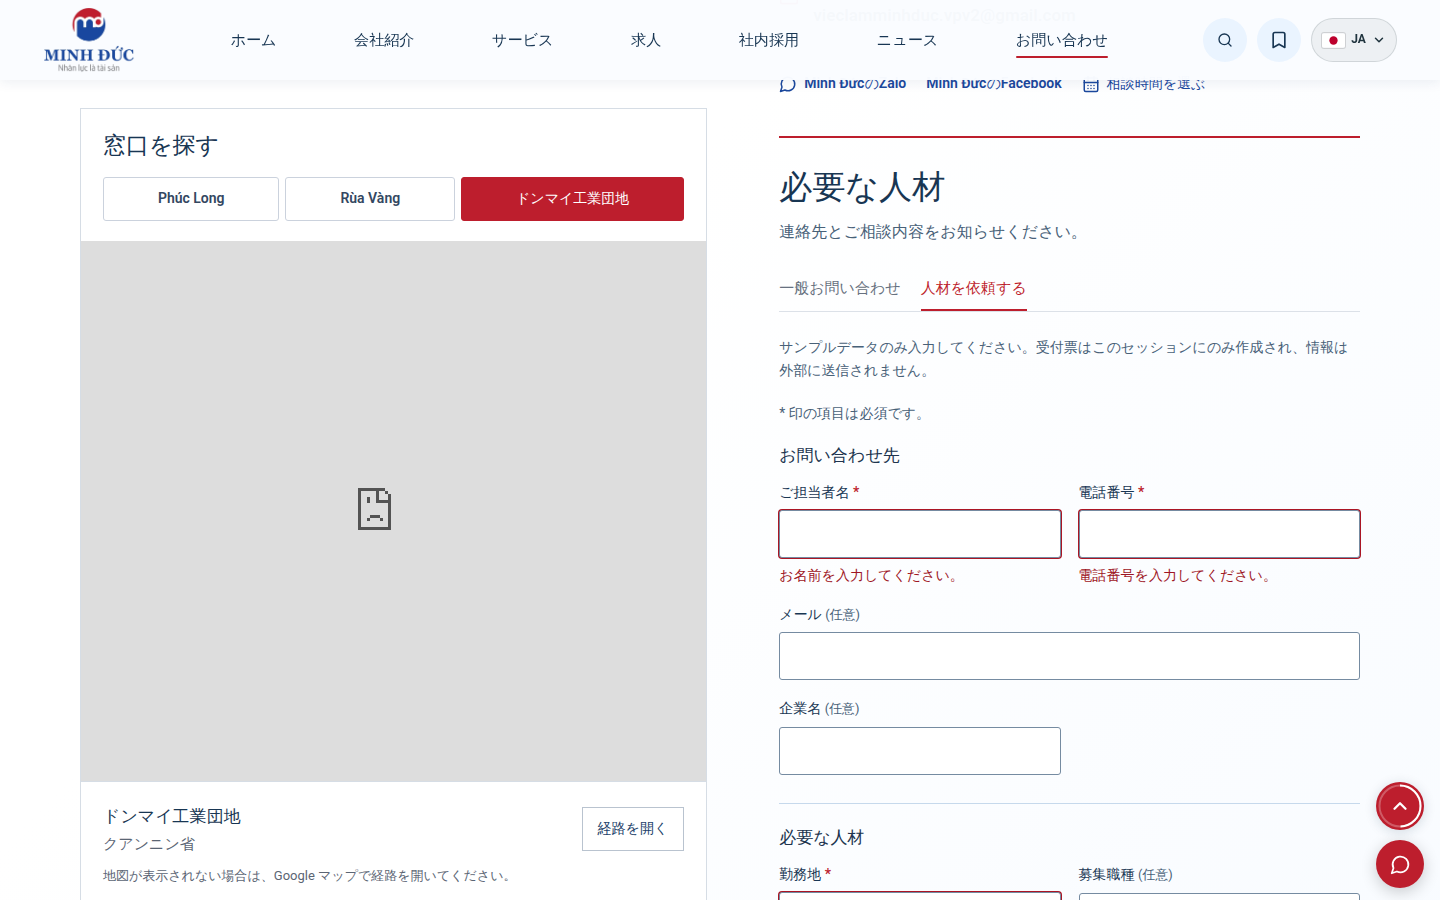 MINH ĐỨC
Nhân lực là tài sản
ホーム
会社紹介
サービス
求人
社内採用
ニュース
お問い合わせ
JA
vieclamminhduc.vpv2@gmail.com
Minh ĐứcのZalo
Minh ĐứcのFacebook
相談時間を選ぶ
窓口を探す
Phúc Long
Rùa Vàng
ドンマイ工業団地
ドンマイ工業団地
クアンニン省
経路を開く
地図が表示されない場合は、Google マップで経路を開いてください。
必要な人材
連絡先とご相談内容をお知らせください。
一般お問い合わせ
人材を依頼する
サンプルデータのみ入力してください。受付票はこのセッションにのみ作成され、情報は
外部に送信されません。
* 印の項目は必須です。
お問い合わせ先
ご担当者名 *
電話番号 *
お名前を入力してください。
電話番号を入力してください。
メール (任意)
企業名 (任意)
必要な人材
勤務地 *
募集職種 (任意)